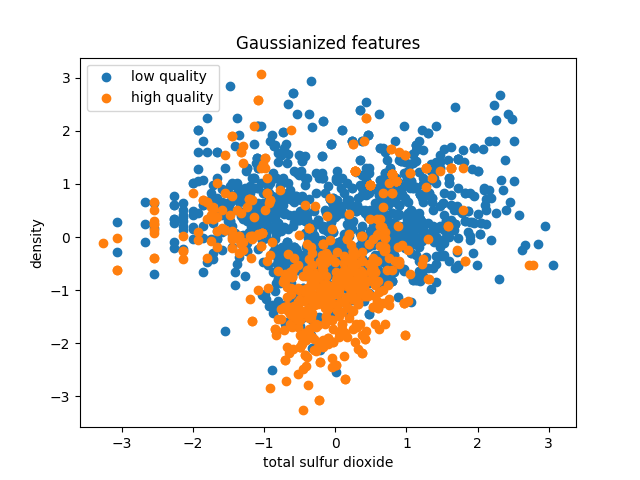 Gaussianized features
low quality
high quality
density
3
2
1
0
−1
−2
−3
−3
−2
−1
0
1
2
3
total sulfur dioxide